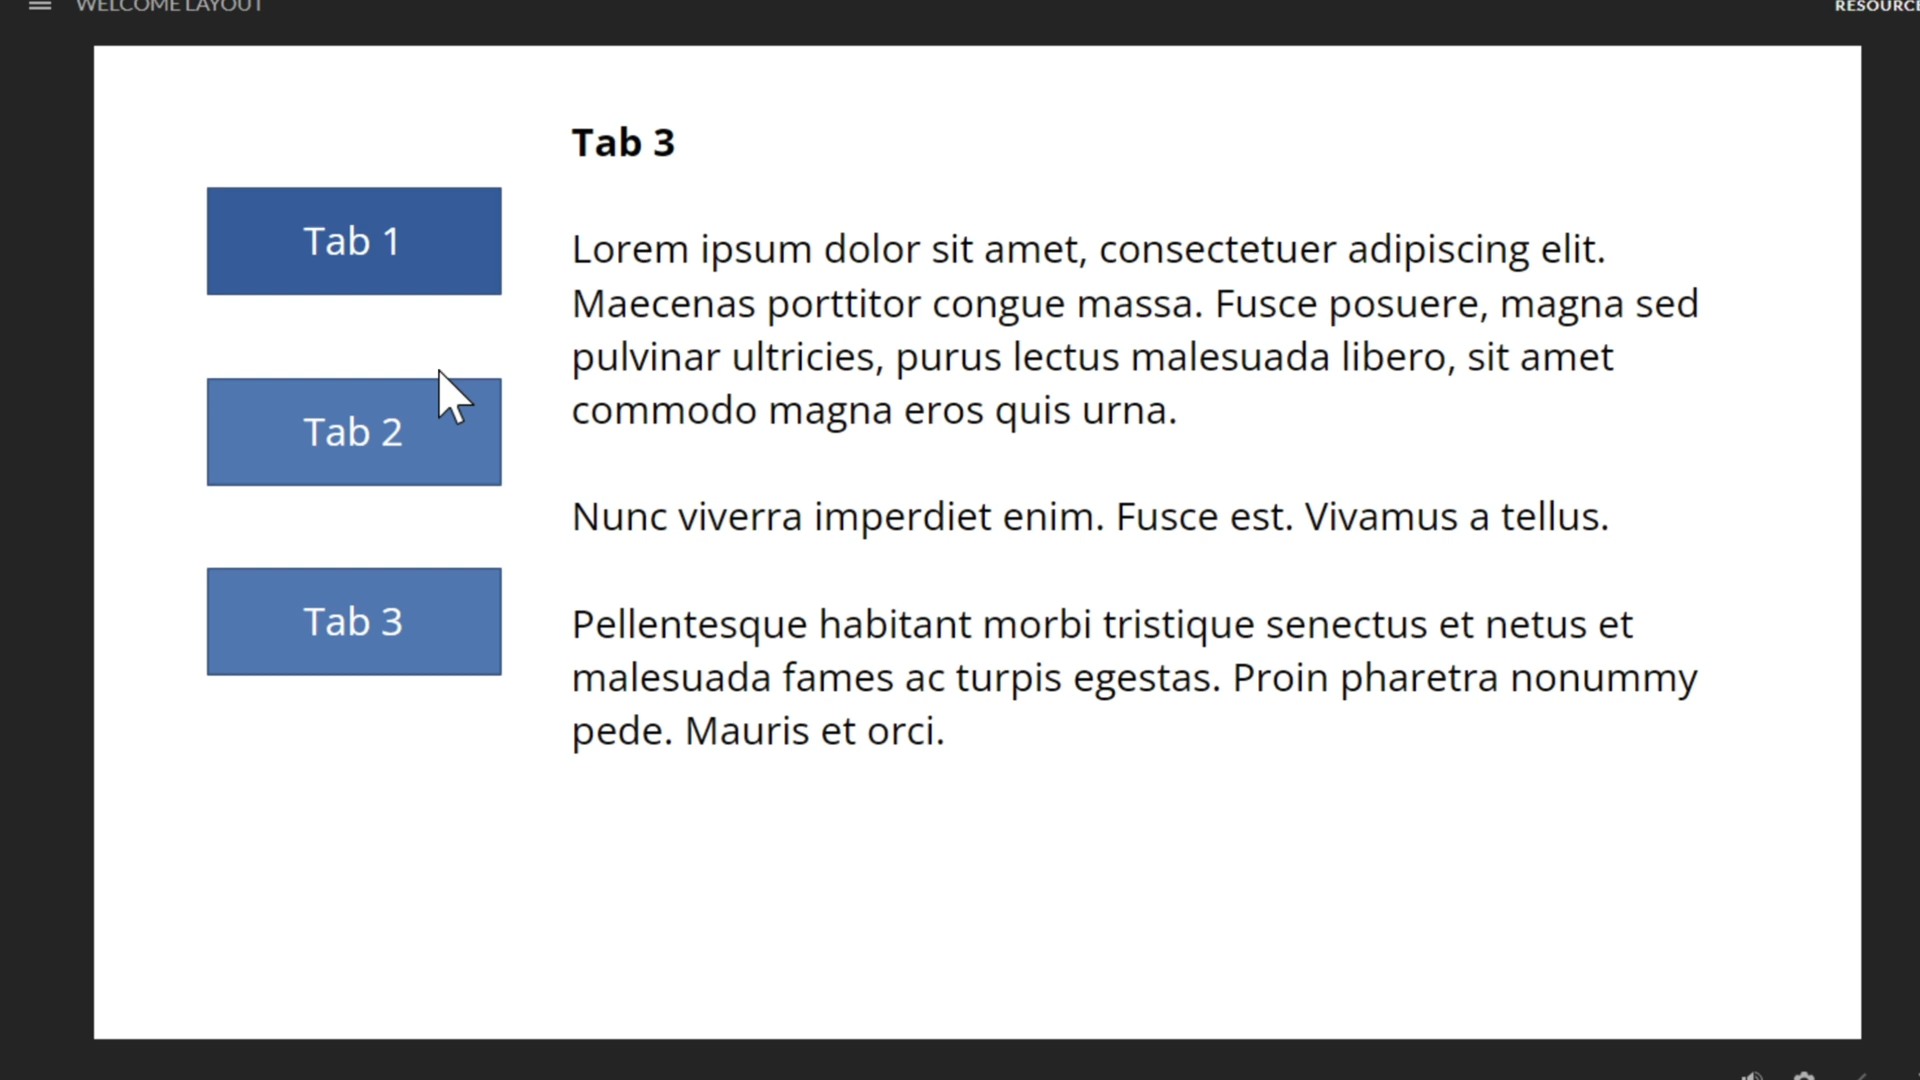 WELCOME LAYOUT
RESOURCE
Tab 3
Tab 1
Tab 2
Tab 3
Lorem ipsum dolor sit amet, consectetuer adipiscing elit.
Maecenas porttitor congue massa. Fusce posuere, magna sed
pulvinar ultricies, purus lectus malesuada libero, sit amet
commodo magna eros quis urna.
Nunc viverra imperdiet enim. Fusce est. Vivamus a tellus.
Pellentesque habitant morbi tristique senectus et netus et
malesuada fames ac turpis egestas. Proin pharetra nonummy
pede. Mauris et orci.